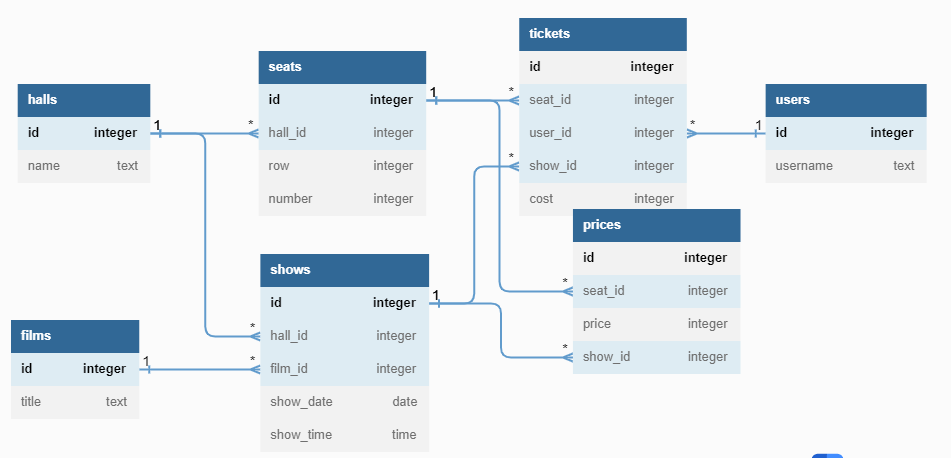 halls
id integer
name text
films
id integer
title text
seats
id integer
hall_id integer
row integer
number integer
shows
id integer
hall_id integer
film_id integer
show_date date
show_time time
tickets
id integer
seat_id integer
user_id integer
show_id integer
cost integer
prices
id integer
seat_id integer
price integer
show_id integer
users
id integer
username text
1
*
*
1
*
1
*
*
1
*
*
*
1